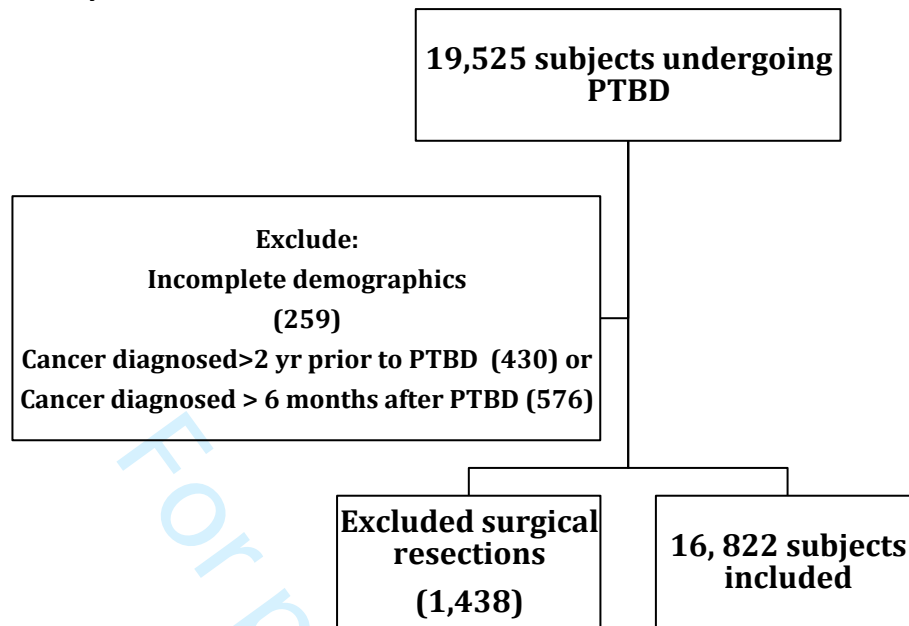 19,525 subjects undergoing
PTBD
Exclude:
Incomplete demographics
(259)
Cancer diagnosed>2 yr prior to PTBD (430) or
Cancer diagnosed > 6 months after PTBD (576)
Excluded surgical
resections
(1,438)
16, 822 subjects
included
For